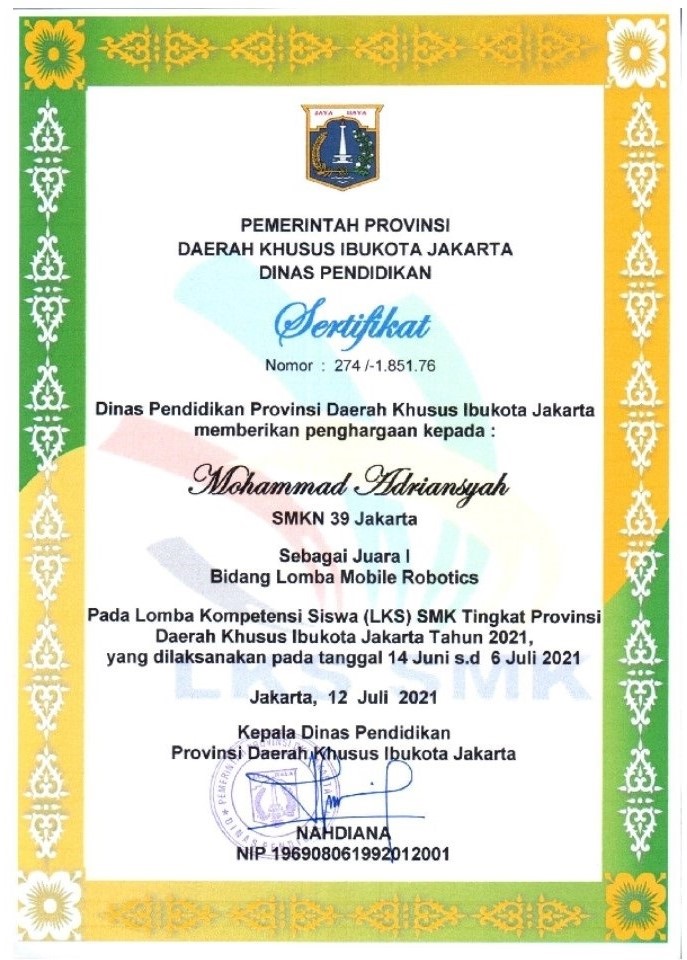 JAYA RAYA
PEMERINTAH PROVINSI
DAERAH KHUSUS IBUKOTA JAKARTA
DINAS PENDIDIKAN
Sertifikat
Nomor : 274 /-1.851.76
Dinas Pendidikan Provinsi Daerah Khusus Ibukota Jakarta
memberikan penghargaan kepada :
Mohammad Adriansyah
SMKN 39 Jakarta
Sebagai Juara I
Bidang Lomba Mobile Robotics
Pada Lomba Kompetensi Siswa (LKS) SMK Tingkat Provinsi
Daerah Khusus Ibukota Jakarta Tahun 2021,
yang dilaksanakan pada tanggal 14 Juni s.d 6 Juli 2021
LKS SMK
Jakarta, 12 Juli 2021
Kepala Dinas Pendidikan
Provinsi Daerah Khusus Ibukota Jakarta
NAHDIANA
NIP 196908061992012001